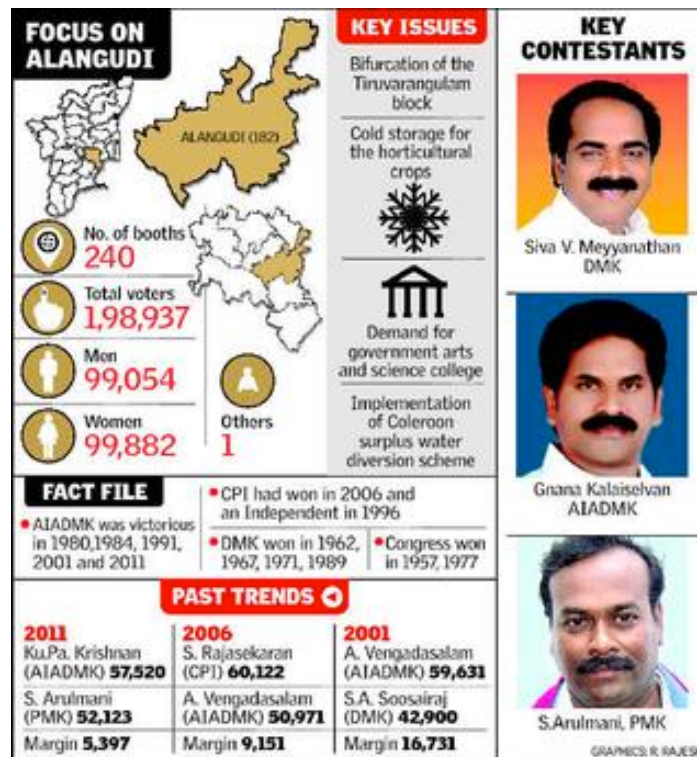 FOCUS ON
ALANGUDI
ALANGUDI (182)
No. of booths
240
Total voters
1,98,937
Men
99,054
Women
99,882
Others
1
KEY ISSUES
Bifurcation of the
Tiruvarangulam
block
Cold storage for
the horticultural
crops
Demand for
government arts
and science college
Implementation
of Coleroon
surplus water
diversion scheme
KEY
CONTESTANTS
Siva V. Meyyanathan
DMK
Gnana Kalaiselvan
AIADMK
S.Arulmani, PMK
FACT FILE
AIADMK was victorious
in 1980,1984, 1991,
2001 and 2011
CPI had won in 2006 and
an Independent in 1996
DMK won in 1962,
1967, 1971, 1989
Congress won
in 1957, 1977
PAST TRENDS
2011
Ku.Pa. Krishnan
(AIADMK) 57,520
S. Arulmani
(PMK) 52,123
Margin 5,397
2006
S. Rajasekaran
(CPI) 60,122
A. Vengadasalam
(AIADMK) 50,971
Margin 9,151
2001
A. Vengadasalam
(AIADMK) 59,631
S.A. Soosairaj
(DMK) 42,900
Margin 16,731
GRAPHICS: R. RAJESH